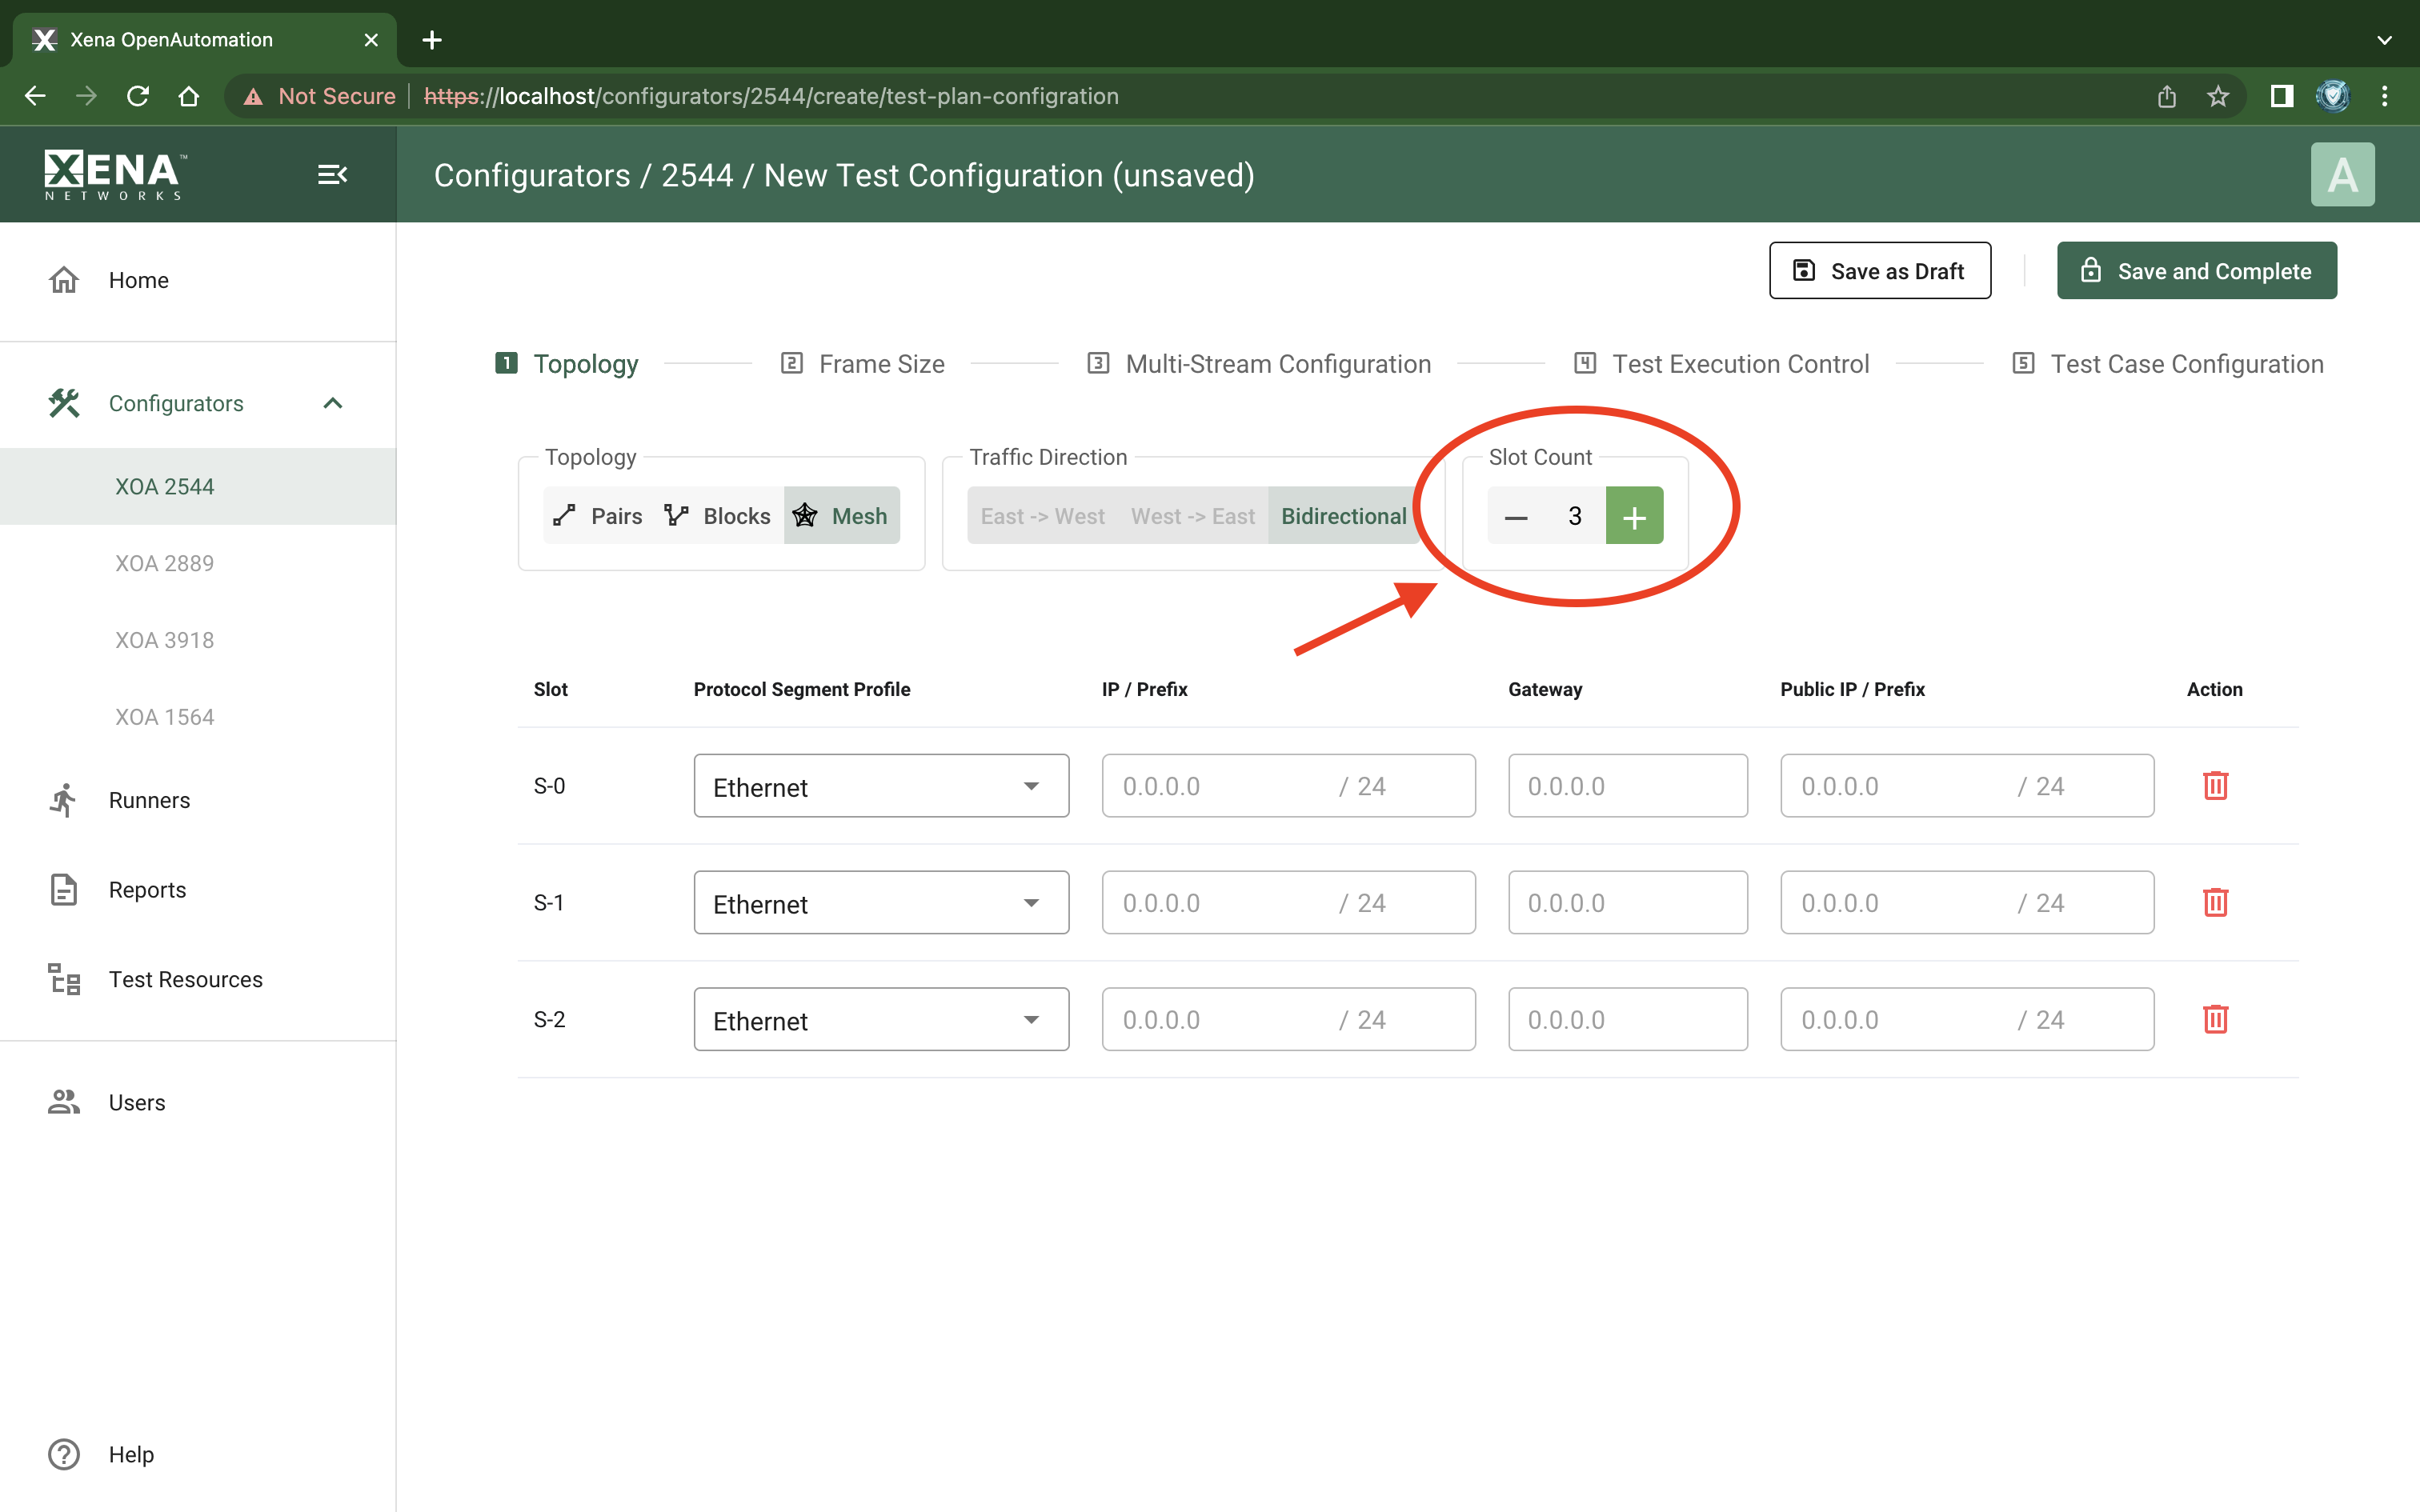 Xena OpenAutomation
Not Secure https://localhost/configurators/2544/create/test-plan-configration
XENA™
NETWORKS
Configurators / 2544 / New Test Configuration (unsaved)
A
Home
Configurators
XOA 2544
XOA 2889
XOA 3918
XOA 1564
Runners
Reports
Test Resources
Users
Help
Save as Draft
Save and Complete
1 Topology 2 Frame Size 3 Multi-Stream Configuration 4 Test Execution Control 5 Test Case Configuration
Topology Traffic Direction Slot Count
Pairs Blocks Mesh East -> West West -> East Bidirectional — 3 +
Slot Protocol Segment Profile IP / Prefix Gateway Public IP / Prefix Action
S-0 Ethernet 0.0.0.0 / 24 0.0.0.0 0.0.0.0 / 24
S-1 Ethernet 0.0.0.0 / 24 0.0.0.0 0.0.0.0 / 24
S-2 Ethernet 0.0.0.0 / 24 0.0.0.0 0.0.0.0 / 24